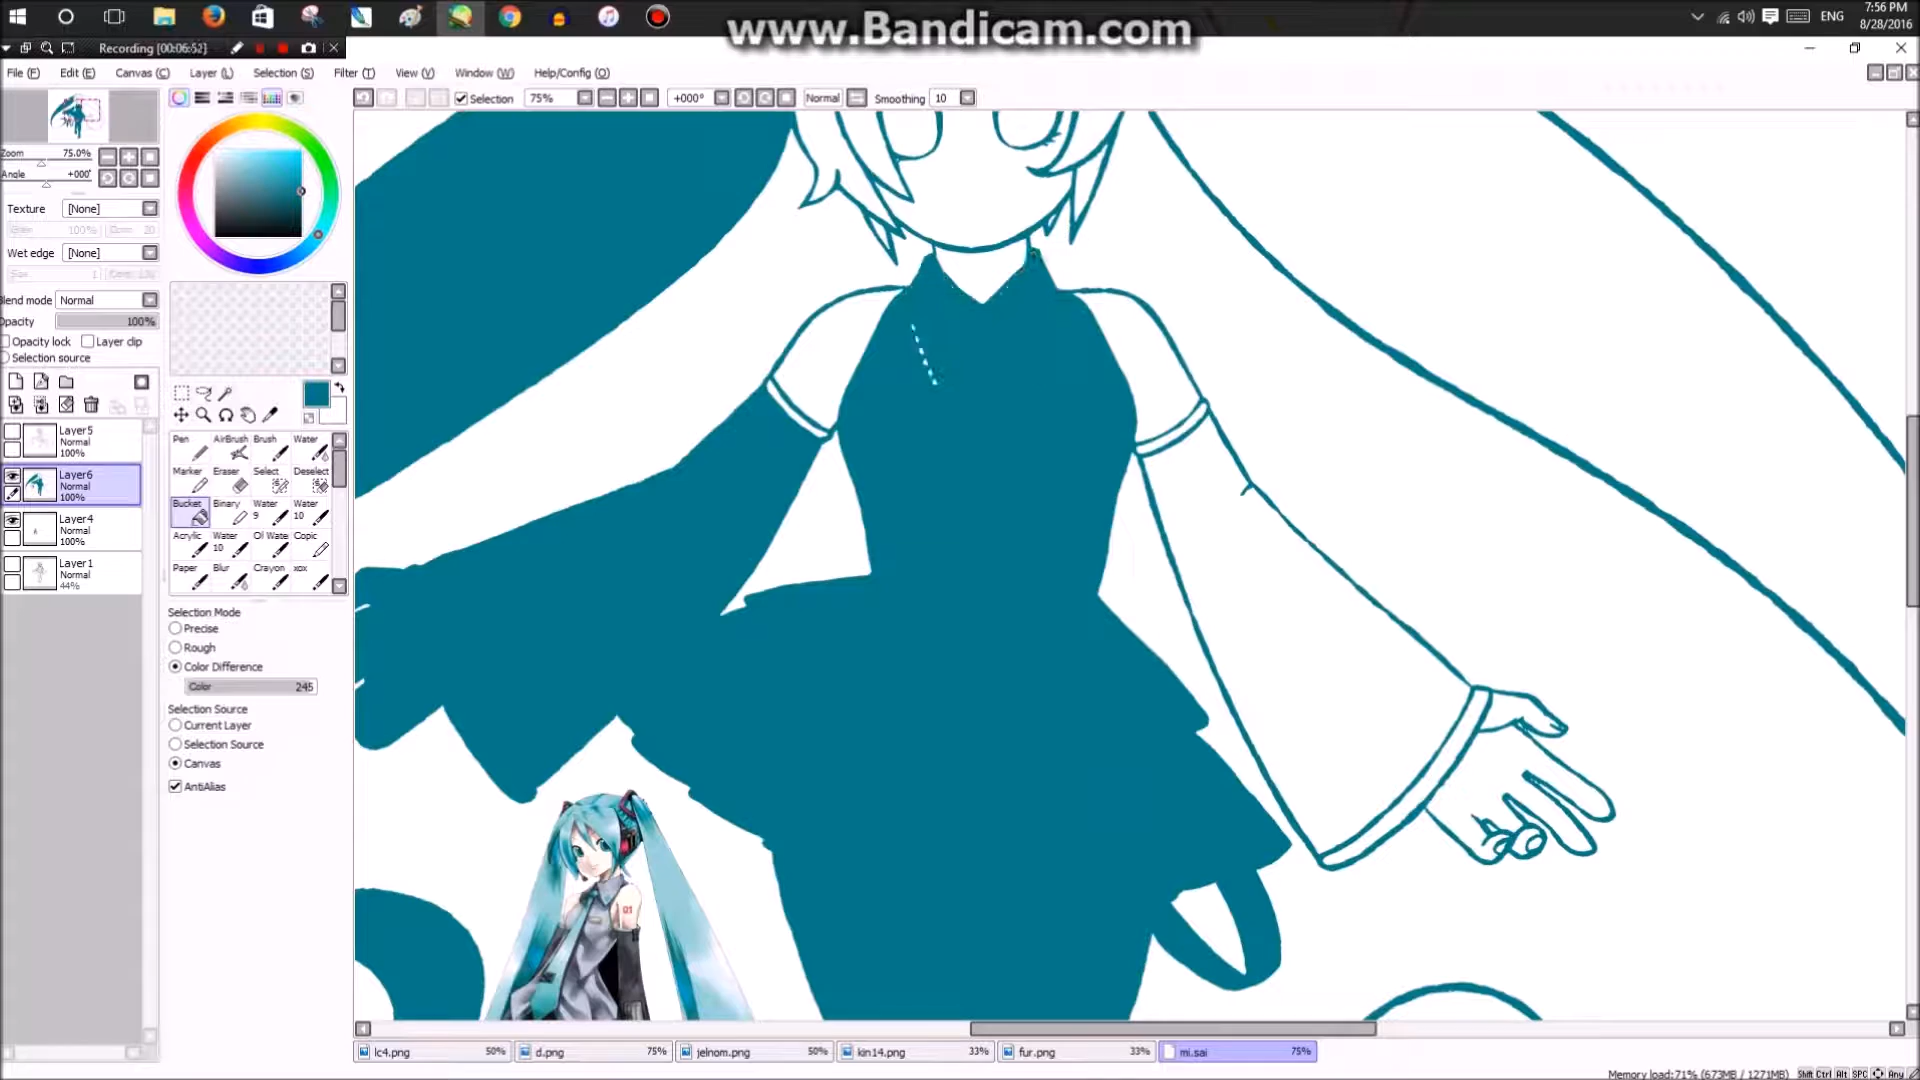 www.Bandicam.com
7:56 PM
ENG
8/28/2016
Recording [00:06:52]
File (F) Edit (E) Canvas (C) Layer (L) Selection (S) Filter (T) View (V) Window (W) Help/Config (O)
Selection 75% +000° Normal Smoothing 10
Zoom 75.0%
Angle +000°
Texture [None]
100% 20
Wet edge [None]
Blend mode Normal
Opacity 100%
Opacity lock Layer clip
Selection source
Layer5
Normal
100%
Layer6
Normal
100%
Layer4
Normal
100%
Layer1
Normal
44%
Pen AirBrush Brush Water
Marker Eraser Select Deselect
Bucket Binary Water 9 Water 10
Acrylic Water 10 Ol Wate Copic
Paper Blur Crayon xox
Selection Mode
Precise
Rough
Color Difference
Color 245
Selection Source
Current Layer
Selection Source
Canvas
AntiAlias
01
lc4.png 50% d.png 75% jelnom.png 50% kin14.png 33% fur.png 33% mi.sai 75%
Memory load:71% (673MB / 1271MB) Shift Ctrl Alt SPC Any